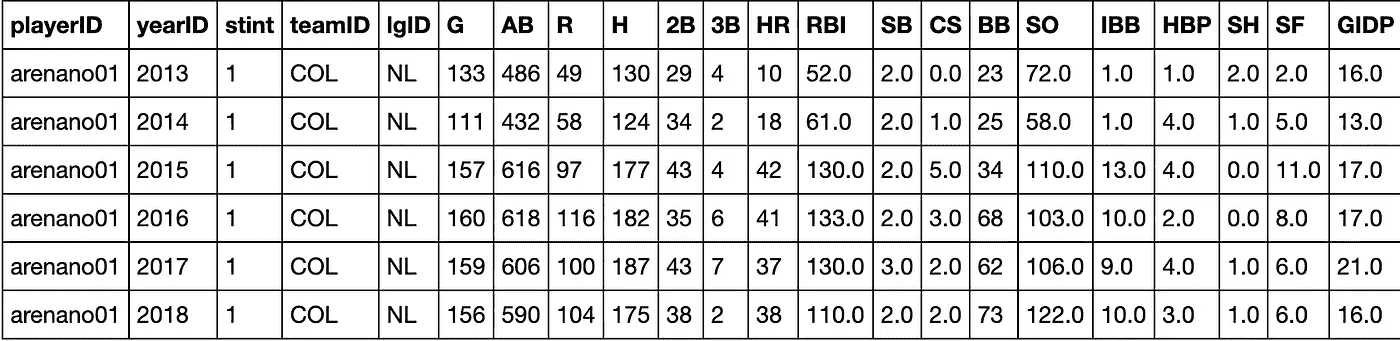 playerID yearID stint teamID lgID G AB R H 2B 3B HR RBI SB CS BB SO IBB HBP SH SF GIDP
arenano01 2013 1 COL NL 133 486 49 130 29 4 10 52.0 2.0 0.0 23 72.0 1.0 1.0 2.0 2.0 16.0
arenano01 2014 1 COL NL 111 432 58 124 34 2 18 61.0 2.0 1.0 25 58.0 1.0 4.0 1.0 5.0 13.0
arenano01 2015 1 COL NL 157 616 97 177 43 4 42 130.0 2.0 5.0 34 110.0 13.0 4.0 0.0 11.0 17.0
arenano01 2016 1 COL NL 160 618 116 182 35 6 41 133.0 2.0 3.0 68 103.0 10.0 2.0 0.0 8.0 17.0
arenano01 2017 1 COL NL 159 606 100 187 43 7 37 130.0 3.0 2.0 62 106.0 9.0 4.0 1.0 6.0 21.0
arenano01 2018 1 COL NL 156 590 104 175 38 2 38 110.0 2.0 2.0 73 122.0 10.0 3.0 1.0 6.0 16.0